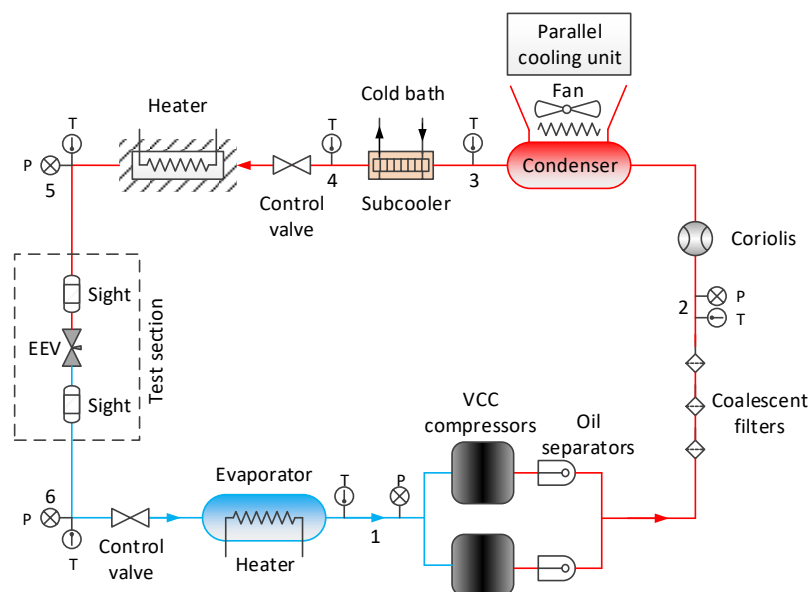 Parallel
cooling unit
Fan
Heater
Cold bath
T
T
T
P
5
4
3
Condenser
Control
valve
Subcooler
Coriolis
Sight
EEV
Sight
Test section
2
P
T
VCC
compressors
Oil
separators
Coalescent
filters
6
P
T
Evaporator
T
P
1
Control
valve
Heater